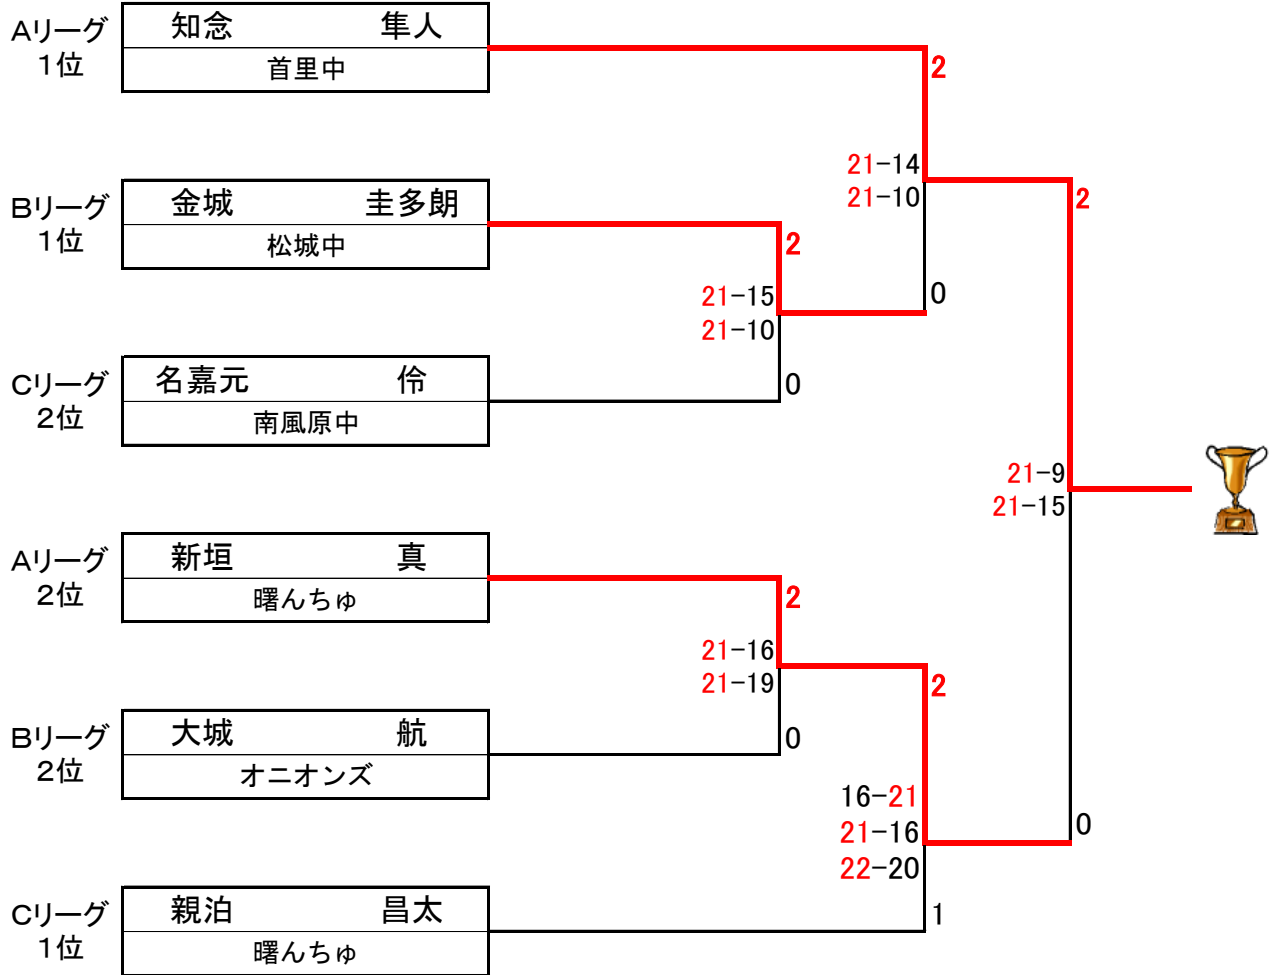 Aリーグ
1位
知念 隼人
首里中
2
21-14
21-10
2
Bリーグ
1位
金城 圭多朗
松城中
2
21-15
21-10
0
Cリーグ
2位
名嘉元 伶
南風原中
0
21-9
21-15
Aリーグ
2位
新垣 真
曙んちゅ
2
21-16
21-19
2
Bリーグ
2位
大城 航
オニオンズ
0
16-21
21-16
22-20
0
Cリーグ
1位
親泊 昌太
曙んちゅ
1